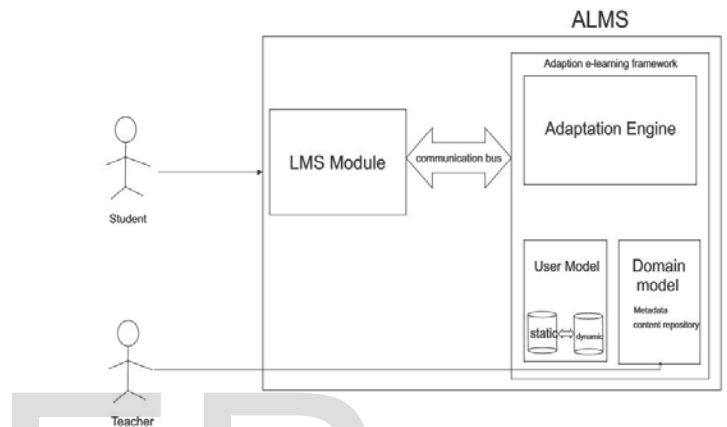 ALMS
Adaption e-learning framework
Adaptation Engine
LMS Module
communication bus
Student
User Model
static
dynamic
Domain
model
Metadata
content repository
Teacher